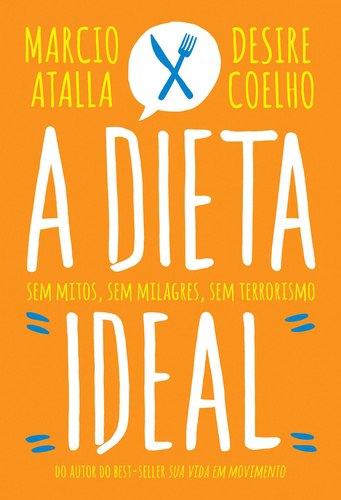 MARCIO ATALLA
DESIRE COELHO
A DIETA
SEM MITOS, SEM MILAGRES, SEM TERRORISMO
IDEAL
DO AUTOR DO BEST-SELLER SUA VIDA EM MOVIMENTO